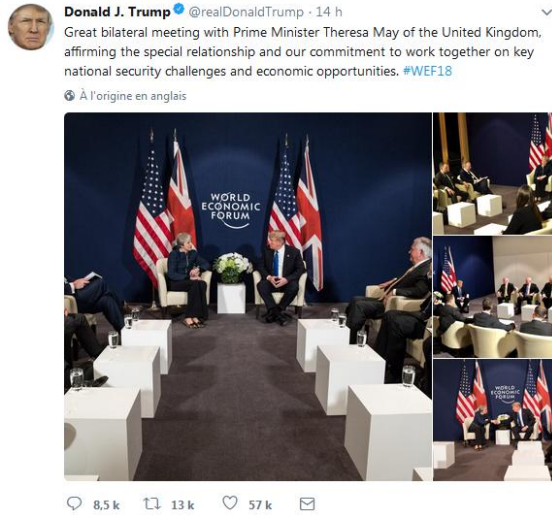 Donald J. Trump @realDonaldTrump · 14 h
Great bilateral meeting with Prime Minister Theresa May of the United Kingdom,
affirming the special relationship and our commitment to work together on key
national security challenges and economic opportunities. #WEF18
À l'origine en anglais
WORLD
ECONOMIC
FORUM
WORLD
ECONOMIC
FORUM
8,5 k 13 k 57 k